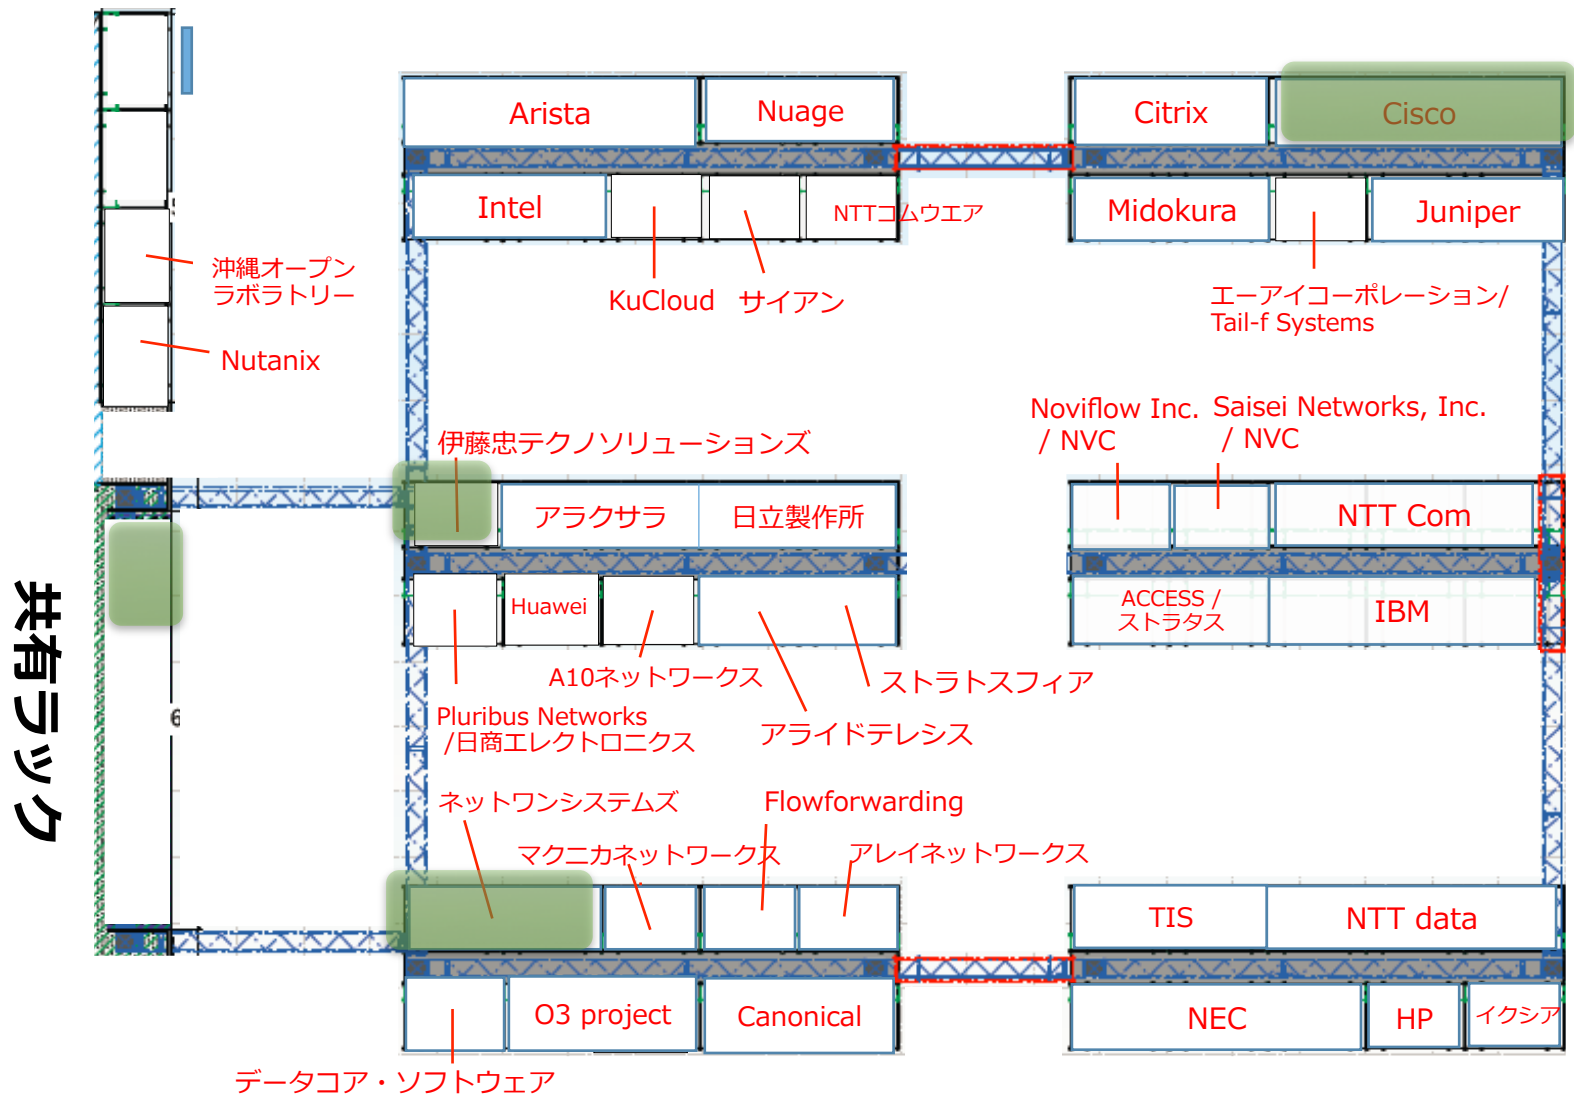 Arista
Nuage
Citrix
Cisco
Intel
NTTコムウエア
Midokura
Juniper
沖縄オープン
ラボラトリー
KuCloud
サイアン
エーアイコーポレーション/
Tail-f Systems
Nutanix
Noviflow Inc.
/ NVC
Saisei Networks, Inc.
/ NVC
伊藤忠テクノソリューションズ
アラクサラ
日立製作所
NTT Com
共有ラック
Huawei
ACCESS /
ストラタス
IBM
A10ネットワークス
ストラトスフィア
6
Pluribus Networks
/日商エレクトロニクス
アライドテレシス
ネットワンシステムズ
Flowforwarding
マクニカネットワークス
アレイネットワークス
TIS
NTT data
O3 project
Canonical
NEC
HP
イクシア
データコア・ソフトウェア